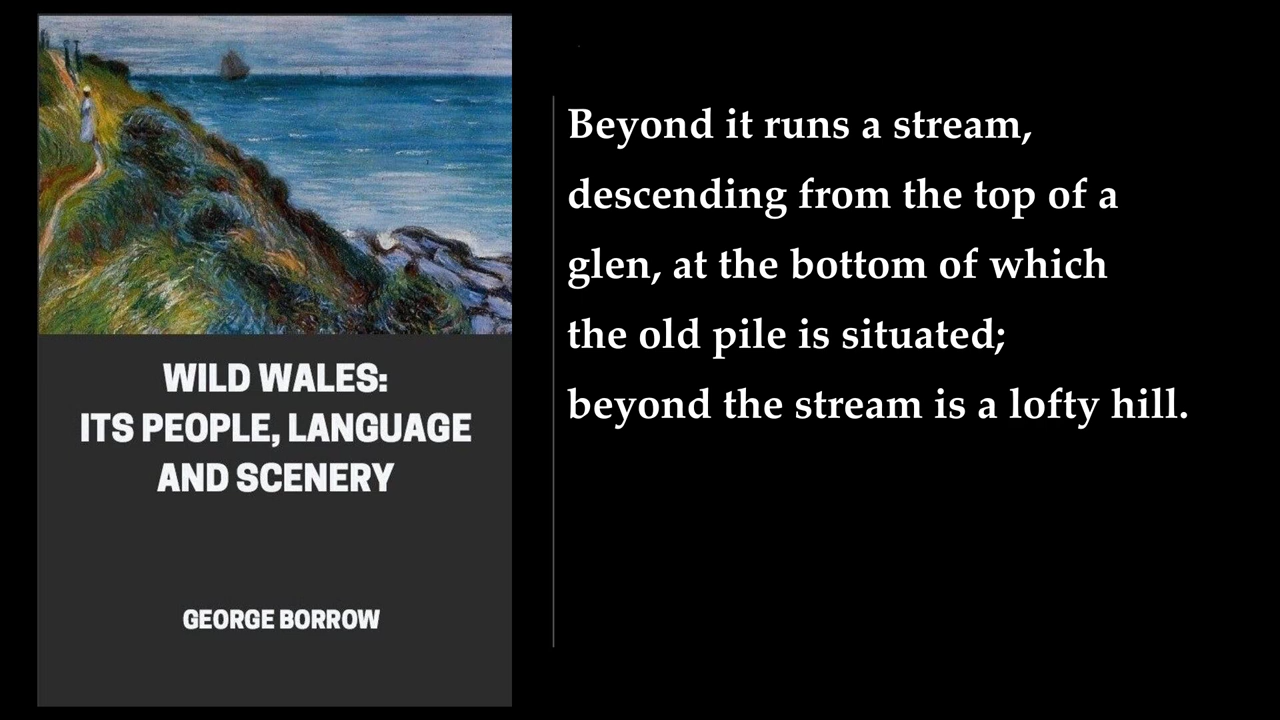 WILD WALES:
ITS PEOPLE, LANGUAGE
AND SCENERY
GEORGE BORROW
Beyond it runs a stream,
descending from the top of a
glen, at the bottom of which
the old pile is situated;
beyond the stream is a lofty hill.